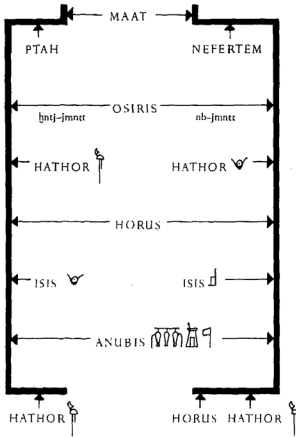 MAAT
PTAH NEFERTEM
OSIRIS
ḫntj-jmntt nb-jmntt
HATHOR HATHOR
HORUS
ISIS ISIS
ANUBIS
HATHOR HORUS HATHOR